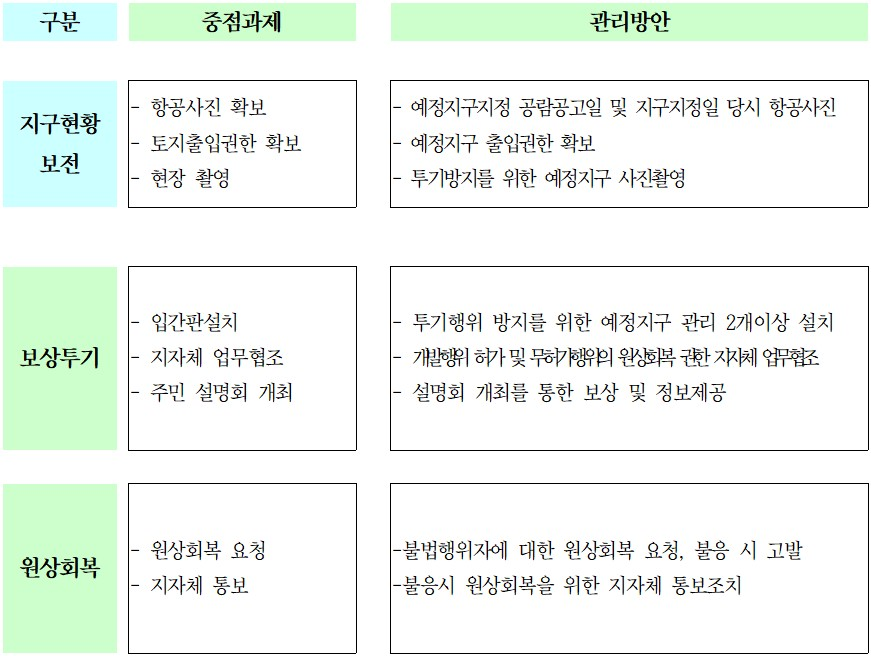 구분 중점과제 관리방안
지구현황
보전
- 항공사진 확보
- 토지출입권한 확보
- 현장 촬영
- 예정지구지정 공람공고일 및 지구지정일 당시 항공사진
- 예정지구 출입권한 확보
- 투기방지를 위한 예정지구 사진촬영
보상투기
- 입간판설치
- 지자체 업무협조
- 주민 설명회 개최
- 투기행위 방지를 위한 예정지구 관리 2개이상 설치
- 개발행위 허가 및 무허가행위의 원상회복 권한 지자체 업무협조
- 설명회 개최를 통한 보상 및 정보제공
원상회복
- 원상회복 요청
- 지자체 통보
-불법행위자에 대한 원상회복 요청, 불응 시 고발
-불응시 원상회복을 위한 지자체 통보조치